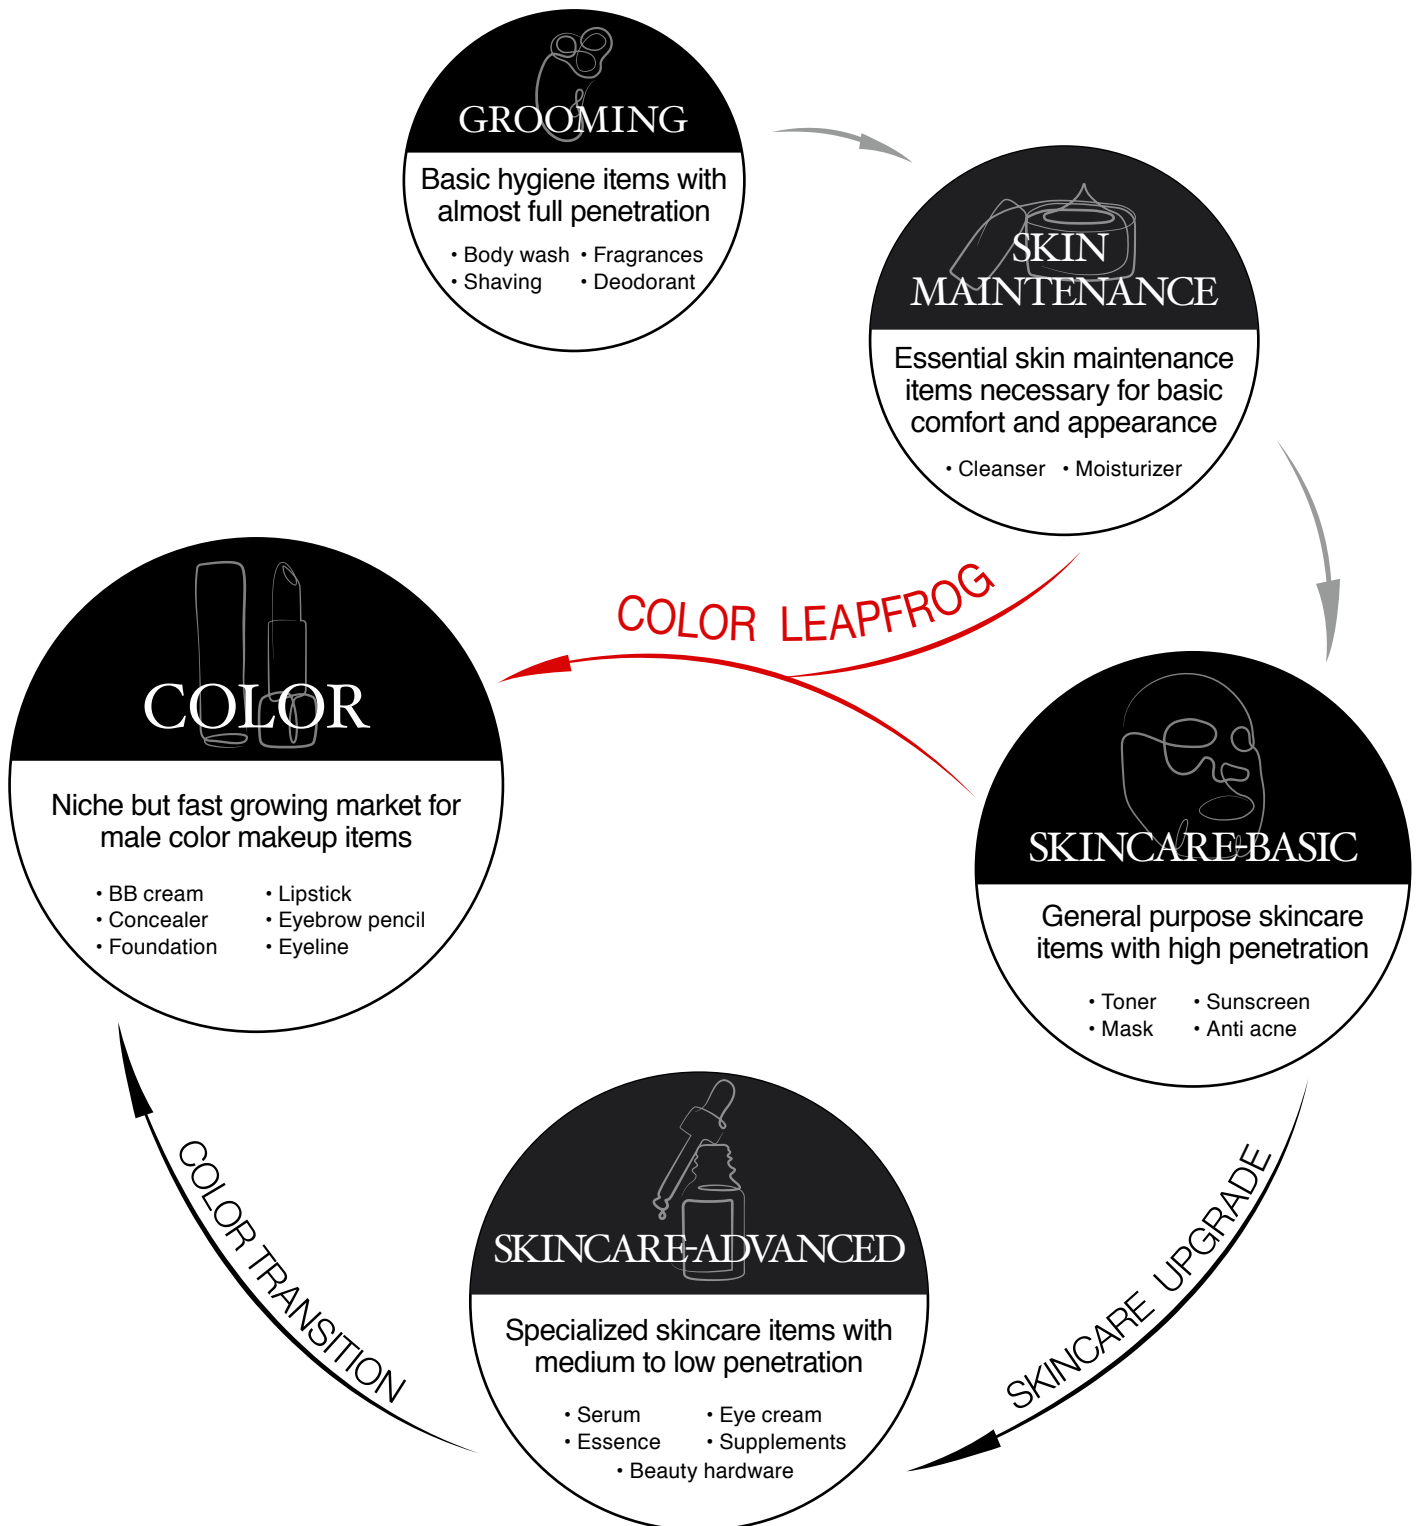 GROOMING
Basic hygiene items with
almost full penetration
• Body wash • Fragrances
• Shaving • Deodorant
SKIN
MAINTENANCE
Essential skin maintenance
items necessary for basic
comfort and appearance
• Cleanser • Moisturizer
COLOR LEAPFROG
COLOR
Niche but fast growing market for
male color makeup items
• BB cream • Lipstick
• Concealer • Eyebrow pencil
• Foundation • Eyeline
SKINCARE-BASIC
General purpose skincare
items with high penetration
• Toner • Sunscreen
• Mask • Anti acne
SKINCARE UPGRADE
SKINCARE-ADVANCED
Specialized skincare items with
medium to low penetration
• Serum • Eye cream
• Essence • Supplements
• Beauty hardware
COLOR TRANSITION